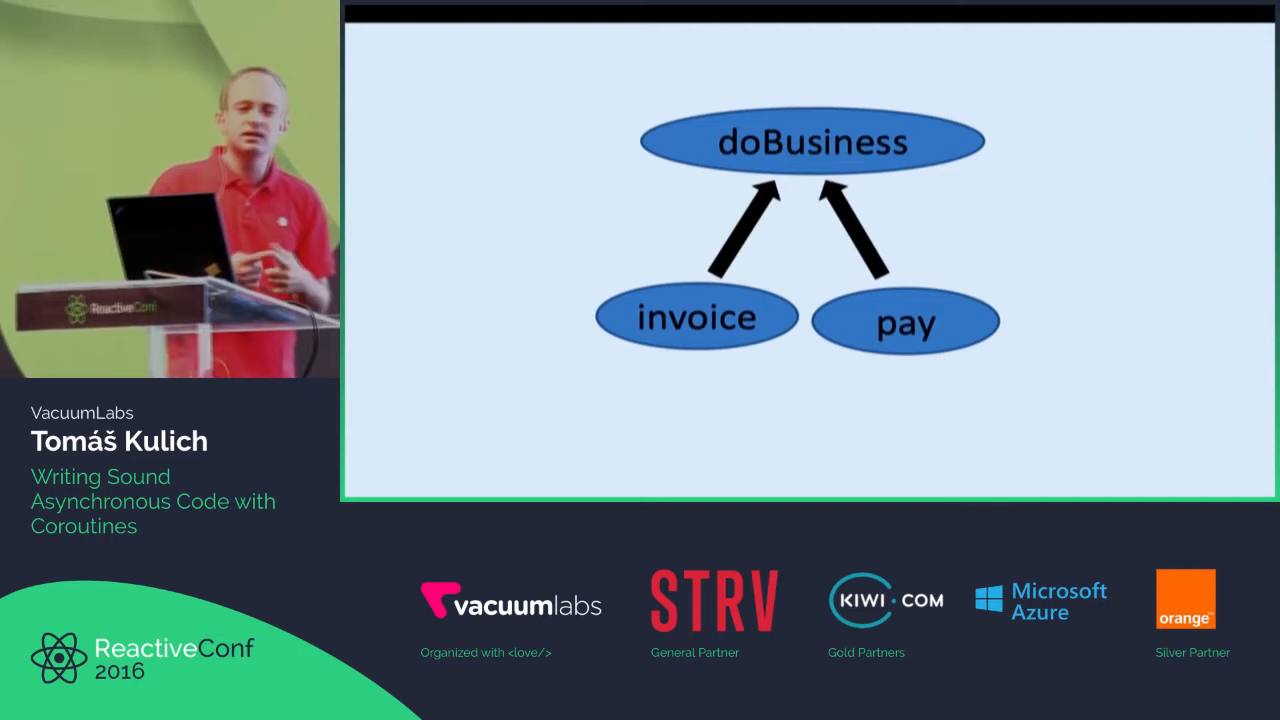 doBusiness
invoice
pay
ReactiveConf
VacuumLabs
Tomáš Kulich
Writing Sound
Asynchronous Code with
Coroutines
ReactiveConf
2016
vacuumlabs
Organized with <love/>
STRV
General Partner
KIWI.COM
Gold Partners
Microsoft
Azure
orange™
Silver Partner